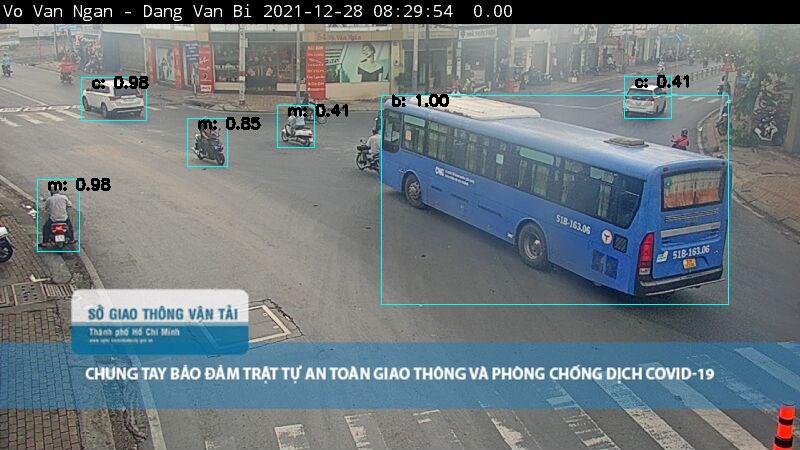 Vo Van Ngan - Dang Van Bi 2021-12-28 08:29:54 0.00
c: 0.98
c: 0.41
b: 1.00
m: 0.85
m: 0.41
m: 0.98
CNG
51B-163.06
51B-163.06
SỞ GIAO THÔNG VẬN TẢI
Thành phố Hồ Chí Minh
CHUNG TAY BẢO ĐẢM TRẬT TỰ AN TOÀN GIAO THÔNG VÀ PHÒNG CHỐNG DỊCH COVID-19